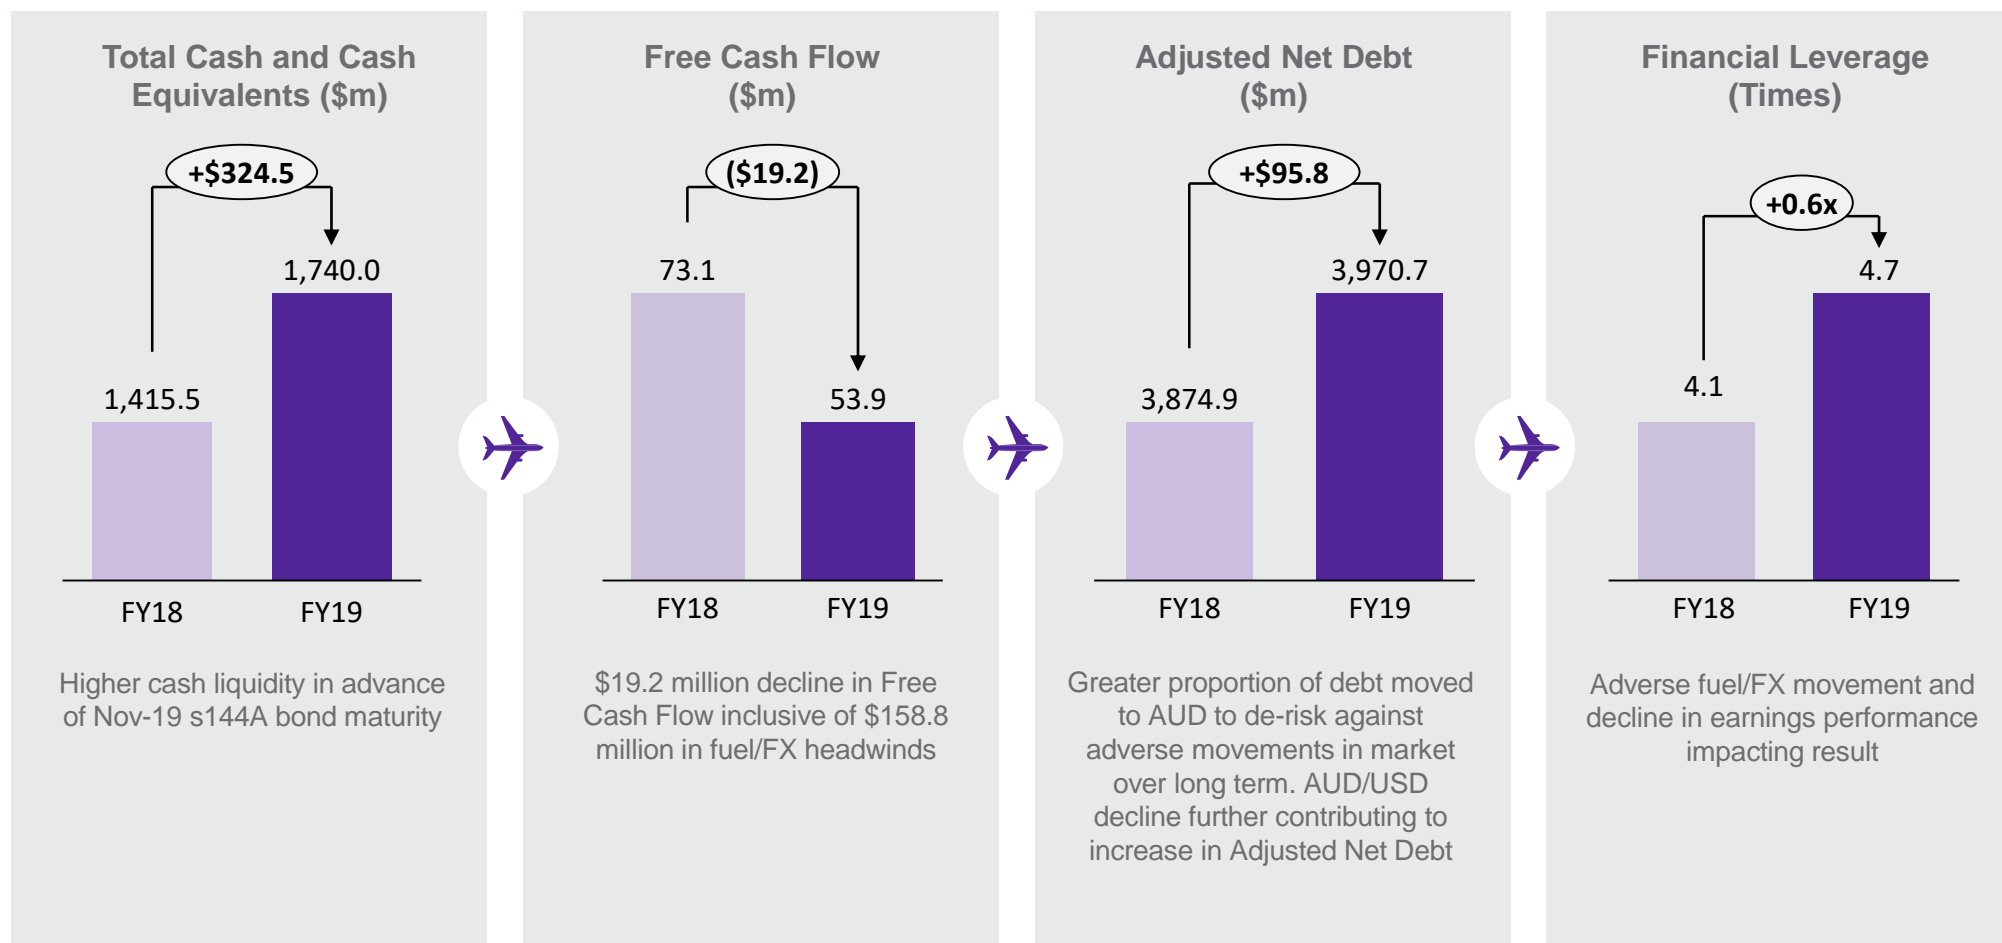 Total Cash and Cash
Equivalents ($m)
+$324.5
1,740.0
1,415.5
FY18
FY19
Higher cash liquidity in advance
of Nov-19 s144A bond maturity
Free Cash Flow
($m)
($19.2)
73.1
53.9
FY18
FY19
$19.2 million decline in Free
Cash Flow inclusive of $158.8
million in fuel/FX headwinds
Adjusted Net Debt
($m)
+$95.8
3,970.7
3,874.9
FY18
FY19
Greater proportion of debt moved
to AUD to de-risk against
adverse movements in market
over long term. AUD/USD
decline further contributing to
increase in Adjusted Net Debt
Financial Leverage
(Times)
+0.6x
4.7
4.1
FY18
FY19
Adverse fuel/FX movement and
decline in earnings performance
impacting result